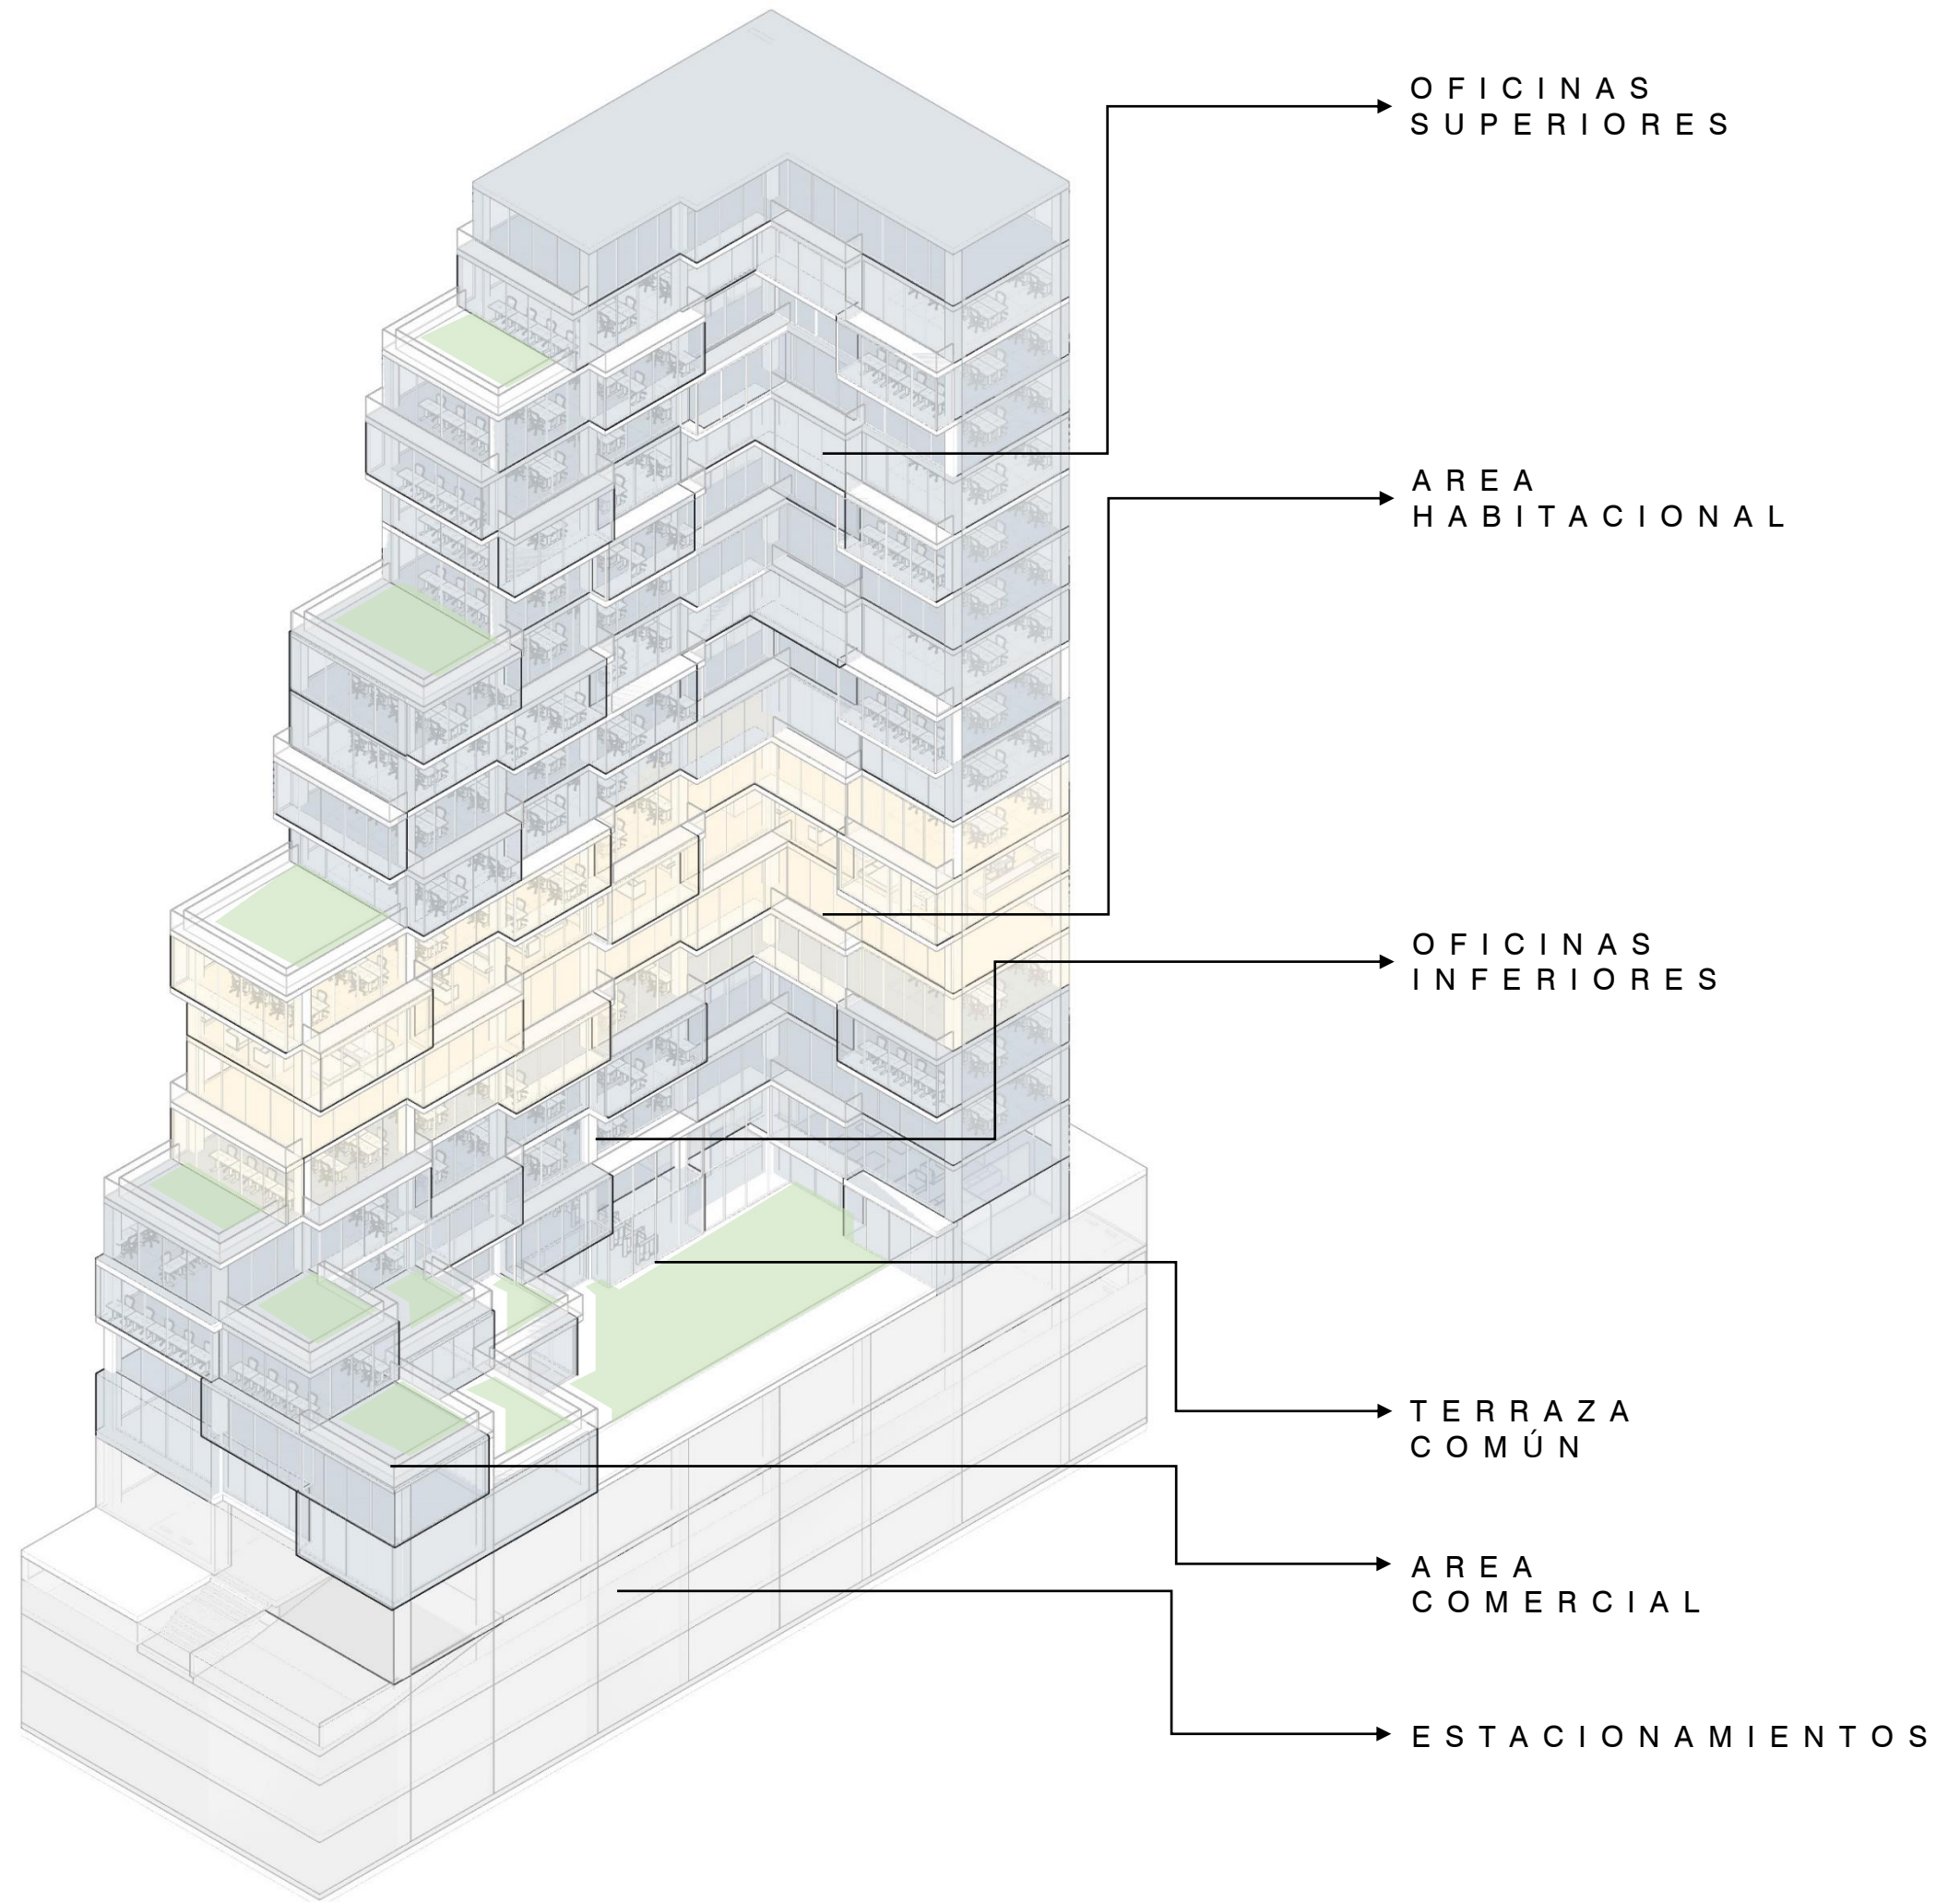 OFICINAS
SUPERIORES
AREA
HABITACIONAL
OFICINAS
INFERIORES
TERRAZA
COMÚN
AREA
COMERCIAL
ESTACIONAMIENTOS